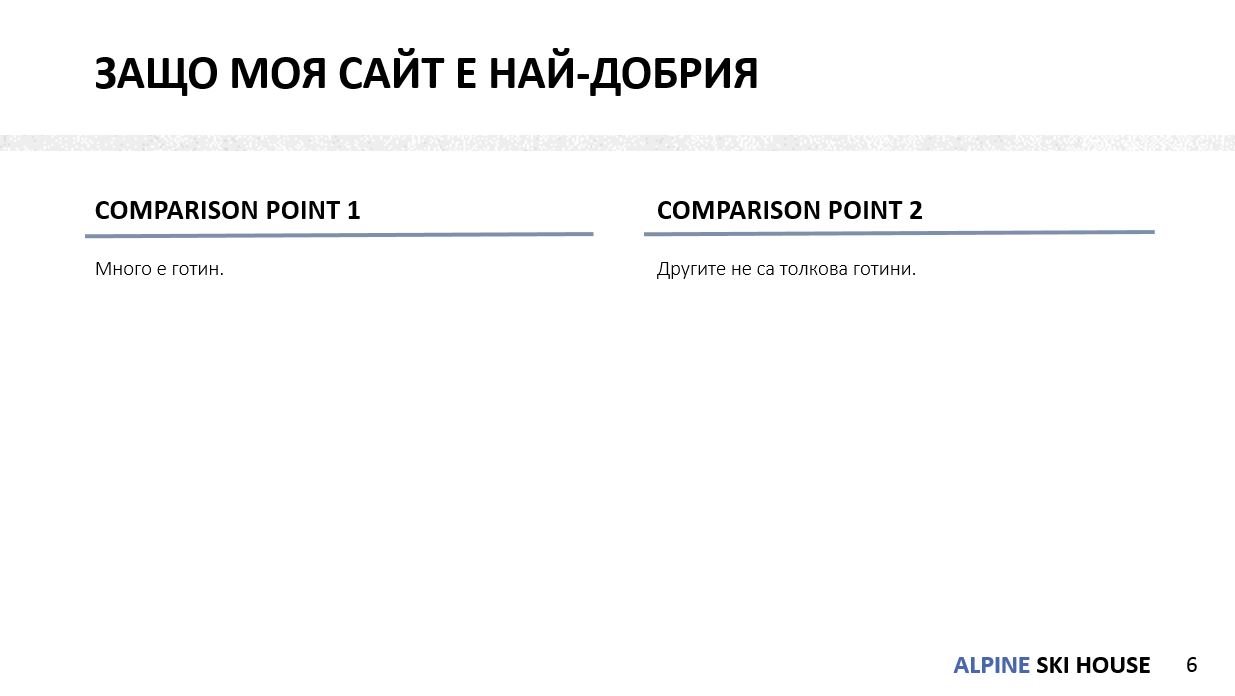 ЗАЩО МОЯ САЙТ Е НАЙ-ДОБРИЯ
COMPARISON POINT 1
Много е готин.
COMPARISON POINT 2
Другите не са толкова готини.
ALPINE SKI HOUSE 6